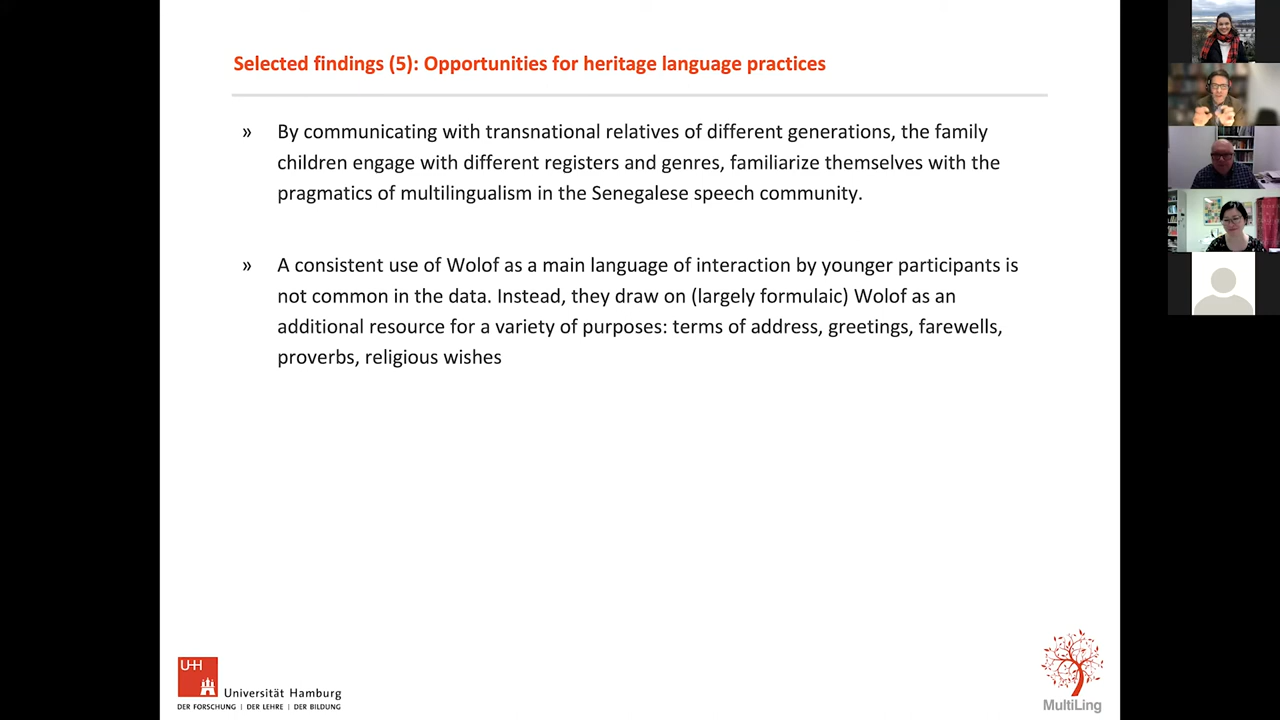 Selected findings (5): Opportunities for heritage language practices
» By communicating with transnational relatives of different generations, the family
children engage with different registers and genres, familiarize themselves with the
pragmatics of multilingualism in the Senegalese speech community.
» A consistent use of Wolof as a main language of interaction by younger participants is
not common in the data. Instead, they draw on (largely formulaic) Wolof as an
additional resource for a variety of purposes: terms of address, greetings, farewells,
proverbs, religious wishes
UH
Universität Hamburg
DER FORSCHUNG | DER LEHRE | DER BILDUNG
MultiLing